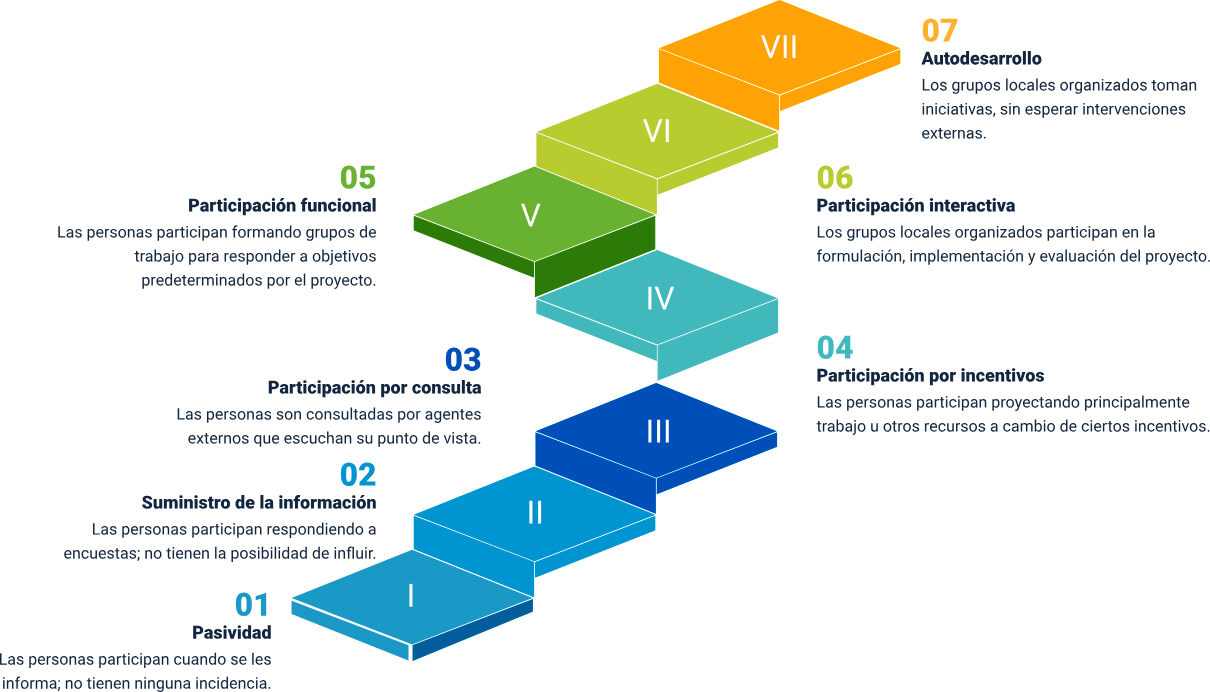 VII
07
Autodesarrollo
Los grupos locales organizados toman
iniciativas, sin esperar intervenciones
externas.
VI
06
Participación interactiva
Los grupos locales organizados participan en la
formulación, implementación y evaluación del proyecto.
05
Participación funcional
Las personas participan formando grupos de
trabajo para responder a objetivos
predeterminados por el proyecto.
V
IV
04
Participación por incentivos
Las personas participan proyectando principalmente
trabajo u otros recursos a cambio de ciertos incentivos.
03
Participación por consulta
Las personas son consultadas por agentes
externos que escuchan su punto de vista.
III
02
Suministro de la información
Las personas participan respondiendo a
encuestas; no tienen la posibilidad de influir.
II
01
Pasividad
Las personas participan cuando se les
informa; no tienen ninguna incidencia.
I